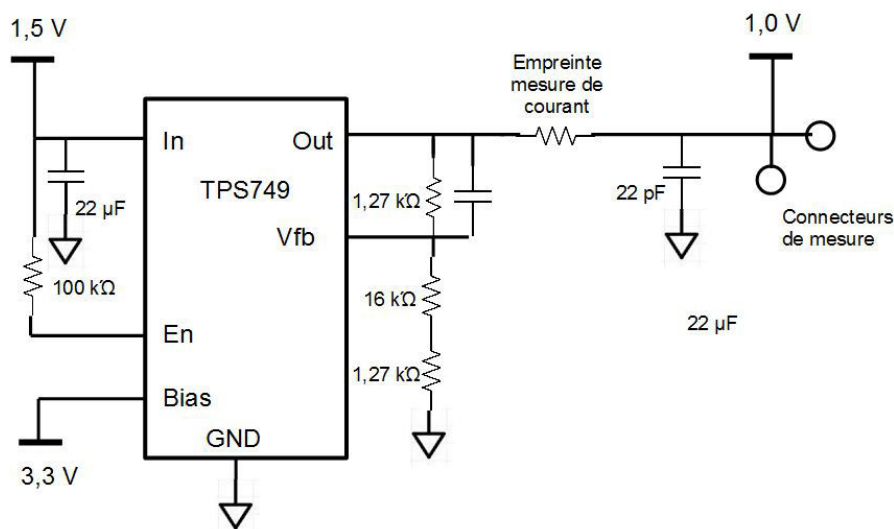 1,5 V
1,0 V
Empreinte
mesure de
courant
In
Out
TPS749
22 µF
1,27 kΩ
22 pF
Vfb
Connecteurs
de mesure
100 kΩ
16 kΩ
22 µF
En
1,27 kΩ
Bias
GND
3,3 V